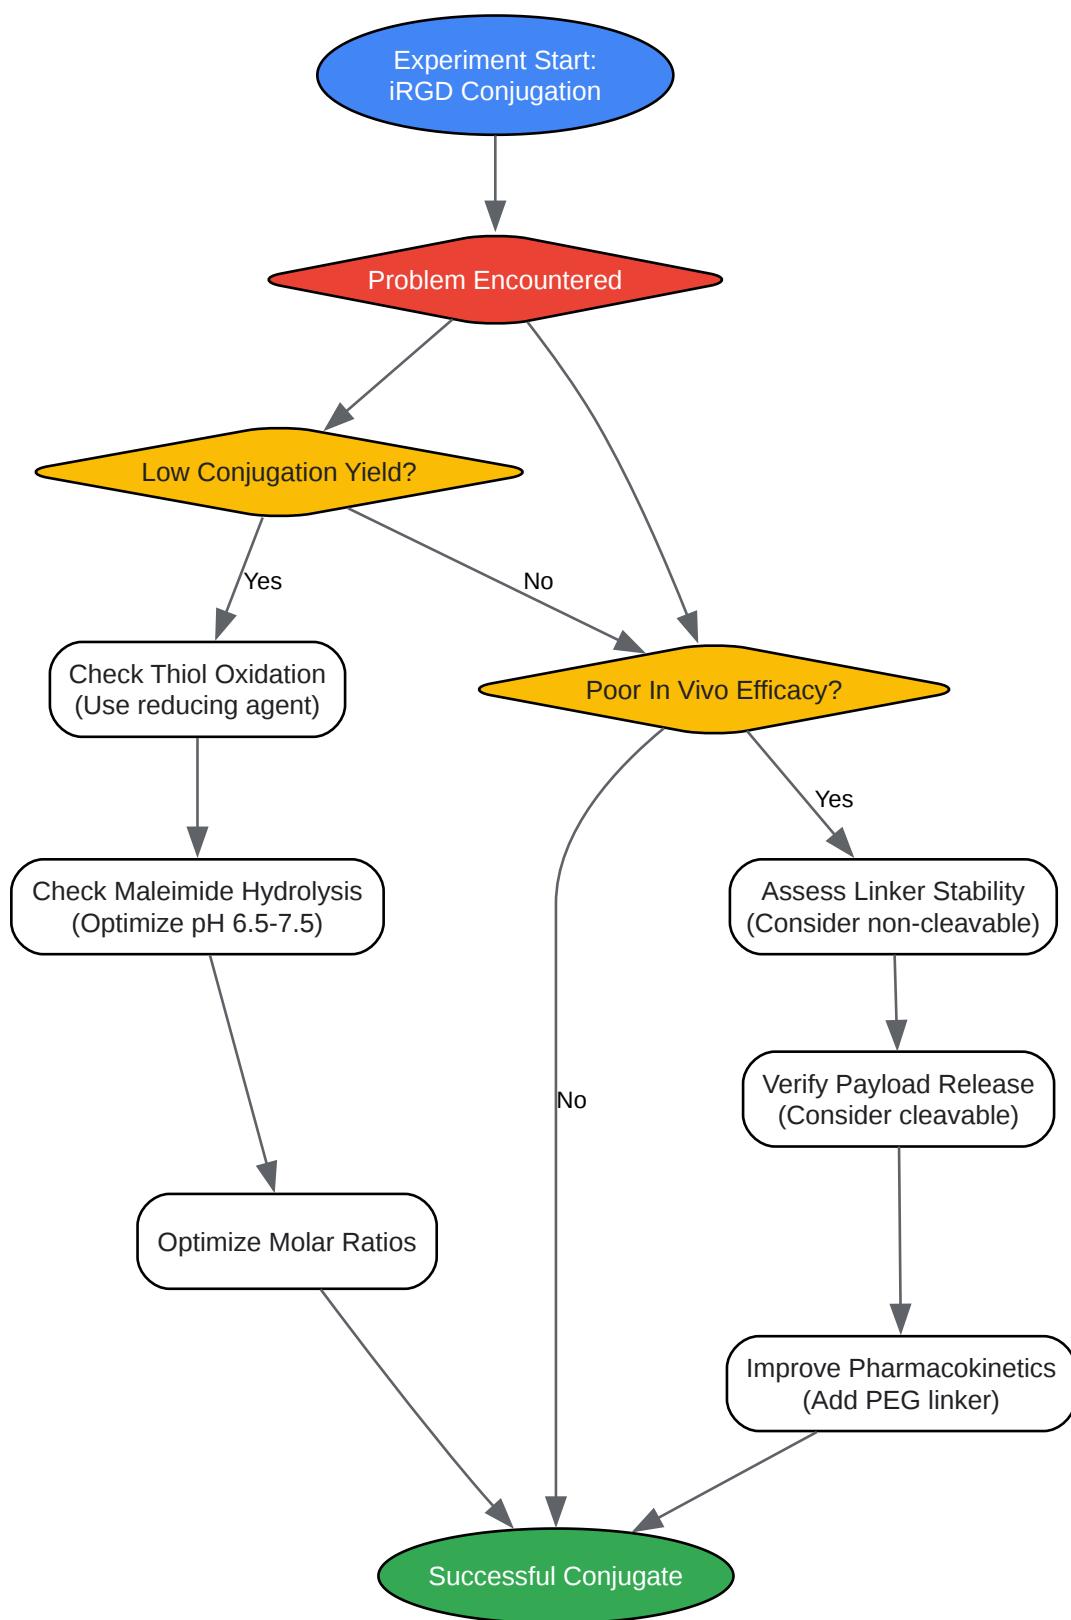 Experiment Start:
iRGD Conjugation
Problem Encountered
Low Conjugation Yield?
Yes
No
Check Thiol Oxidation
(Use reducing agent)
Poor In Vivo Efficacy?
Yes
Check Maleimide Hydrolysis
(Optimize pH 6.5-7.5)
Assess Linker Stability
(Consider non-cleavable)
No
Verify Payload Release
(Consider cleavable)
Optimize Molar Ratios
Improve Pharmacokinetics
(Add PEG linker)
Successful Conjugate